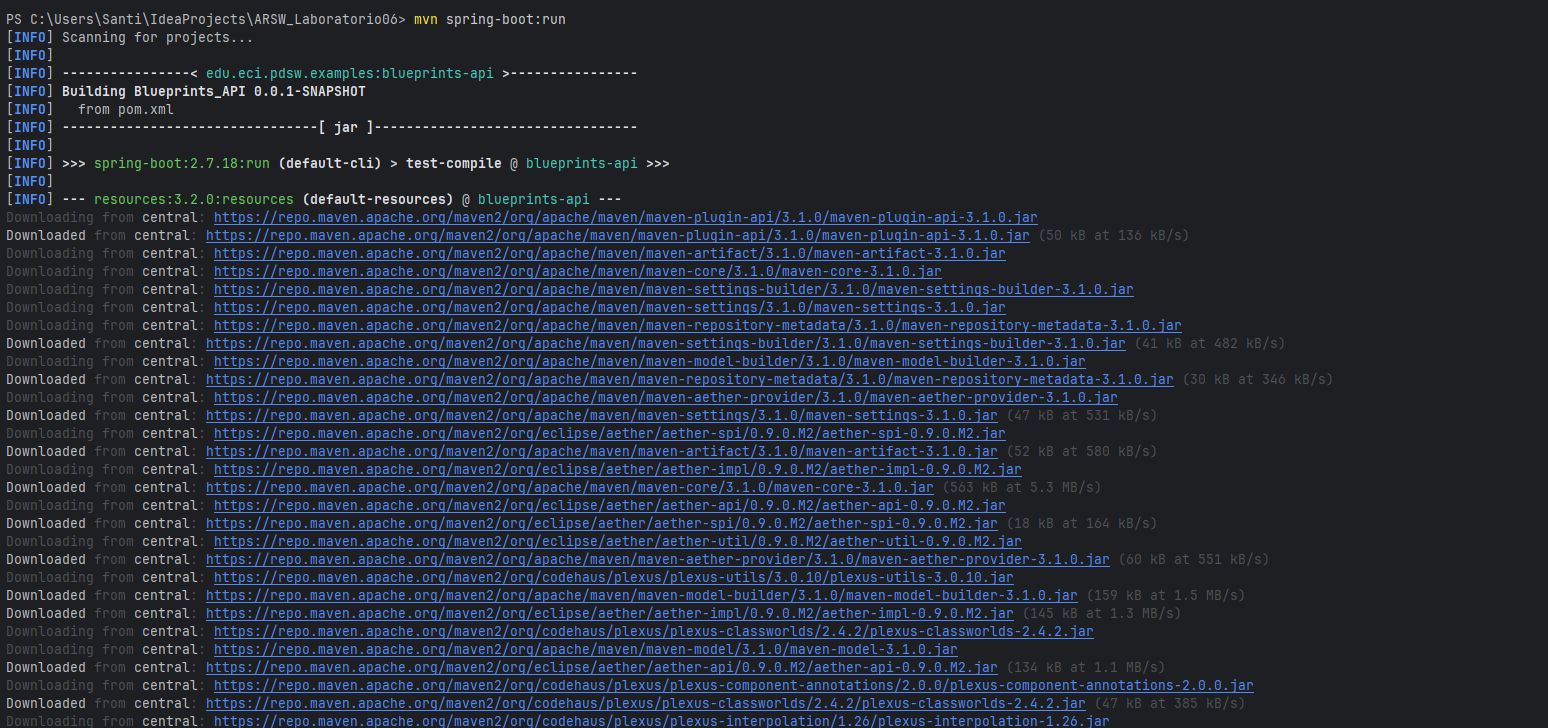 PS C:\Users\Santi\IdeaProjects\ARSW_Laboratorio06> mvn spring-boot:run
[INFO] Scanning for projects...
[INFO]
[INFO] ----------------< edu.eci.pdsw.examples:blueprints-api >----------------
[INFO] Building Blueprints_API 0.0.1-SNAPSHOT
[INFO]   from pom.xml
[INFO] --------------------------------[ jar ]---------------------------------
[INFO]
[INFO] >>> spring-boot:2.7.18:run (default-cli) > test-compile @ blueprints-api >>>
[INFO]
[INFO] --- resources:3.2.0:resources (default-resources) @ blueprints-api ---
Downloading from central: https://repo.maven.apache.org/maven2/org/apache/maven/maven-plugin-api/3.1.0/maven-plugin-api-3.1.0.jar
Downloaded from central: https://repo.maven.apache.org/maven2/org/apache/maven/maven-plugin-api/3.1.0/maven-plugin-api-3.1.0.jar (50 kB at 136 kB/s)
Downloading from central: https://repo.maven.apache.org/maven2/org/apache/maven/maven-artifact/3.1.0/maven-artifact-3.1.0.jar
Downloading from central: https://repo.maven.apache.org/maven2/org/apache/maven/maven-core/3.1.0/maven-core-3.1.0.jar
Downloading from central: https://repo.maven.apache.org/maven2/org/apache/maven/maven-settings-builder/3.1.0/maven-settings-builder-3.1.0.jar
Downloading from central: https://repo.maven.apache.org/maven2/org/apache/maven/maven-settings/3.1.0/maven-settings-3.1.0.jar
Downloading from central: https://repo.maven.apache.org/maven2/org/apache/maven/maven-repository-metadata/3.1.0/maven-repository-metadata-3.1.0.jar
Downloaded from central: https://repo.maven.apache.org/maven2/org/apache/maven/maven-settings-builder/3.1.0/maven-settings-builder-3.1.0.jar (41 kB at 482 kB/s)
Downloading from central: https://repo.maven.apache.org/maven2/org/apache/maven/maven-model-builder/3.1.0/maven-model-builder-3.1.0.jar
Downloaded from central: https://repo.maven.apache.org/maven2/org/apache/maven/maven-repository-metadata/3.1.0/maven-repository-metadata-3.1.0.jar (30 kB at 346 kB/s)
Downloading from central: https://repo.maven.apache.org/maven2/org/apache/maven/maven-aether-provider/3.1.0/maven-aether-provider-3.1.0.jar
Downloaded from central: https://repo.maven.apache.org/maven2/org/apache/maven/maven-settings/3.1.0/maven-settings-3.1.0.jar (47 kB at 531 kB/s)
Downloading from central: https://repo.maven.apache.org/maven2/org/eclipse/aether/aether-spi/0.9.0.M2/aether-spi-0.9.0.M2.jar
Downloaded from central: https://repo.maven.apache.org/maven2/org/apache/maven/maven-artifact/3.1.0/maven-artifact-3.1.0.jar (52 kB at 580 kB/s)
Downloading from central: https://repo.maven.apache.org/maven2/org/eclipse/aether/aether-impl/0.9.0.M2/aether-impl-0.9.0.M2.jar
Downloaded from central: https://repo.maven.apache.org/maven2/org/apache/maven/maven-core/3.1.0/maven-core-3.1.0.jar (563 kB at 5.3 MB/s)
Downloading from central: https://repo.maven.apache.org/maven2/org/eclipse/aether/aether-api/0.9.0.M2/aether-api-0.9.0.M2.jar
Downloaded from central: https://repo.maven.apache.org/maven2/org/eclipse/aether/aether-spi/0.9.0.M2/aether-spi-0.9.0.M2.jar (18 kB at 164 kB/s)
Downloading from central: https://repo.maven.apache.org/maven2/org/eclipse/aether/aether-util/0.9.0.M2/aether-util-0.9.0.M2.jar
Downloaded from central: https://repo.maven.apache.org/maven2/org/apache/maven/maven-aether-provider/3.1.0/maven-aether-provider-3.1.0.jar (60 kB at 551 kB/s)
Downloading from central: https://repo.maven.apache.org/maven2/org/codehaus/plexus/plexus-utils/3.0.10/plexus-utils-3.0.10.jar
Downloaded from central: https://repo.maven.apache.org/maven2/org/apache/maven/maven-model-builder/3.1.0/maven-model-builder-3.1.0.jar (159 kB at 1.5 MB/s)
Downloaded from central: https://repo.maven.apache.org/maven2/org/eclipse/aether/aether-impl/0.9.0.M2/aether-impl-0.9.0.M2.jar (145 kB at 1.3 MB/s)
Downloading from central: https://repo.maven.apache.org/maven2/org/codehaus/plexus/plexus-classworlds/2.4.2/plexus-classworlds-2.4.2.jar
Downloading from central: https://repo.maven.apache.org/maven2/org/apache/maven/maven-model/3.1.0/maven-model-3.1.0.jar
Downloaded from central: https://repo.maven.apache.org/maven2/org/eclipse/aether/aether-api/0.9.0.M2/aether-api-0.9.0.M2.jar (134 kB at 1.1 MB/s)
Downloading from central: https://repo.maven.apache.org/maven2/org/codehaus/plexus/plexus-component-annotations/2.0.0/plexus-component-annotations-2.0.0.jar
Downloaded from central: https://repo.maven.apache.org/maven2/org/codehaus/plexus/plexus-classworlds/2.4.2/plexus-classworlds-2.4.2.jar (47 kB at 385 kB/s)
Downloading from central: https://repo.maven.apache.org/maven2/org/codehaus/plexus/plexus-interpolation/1.26/plexus-interpolation-1.26.jar